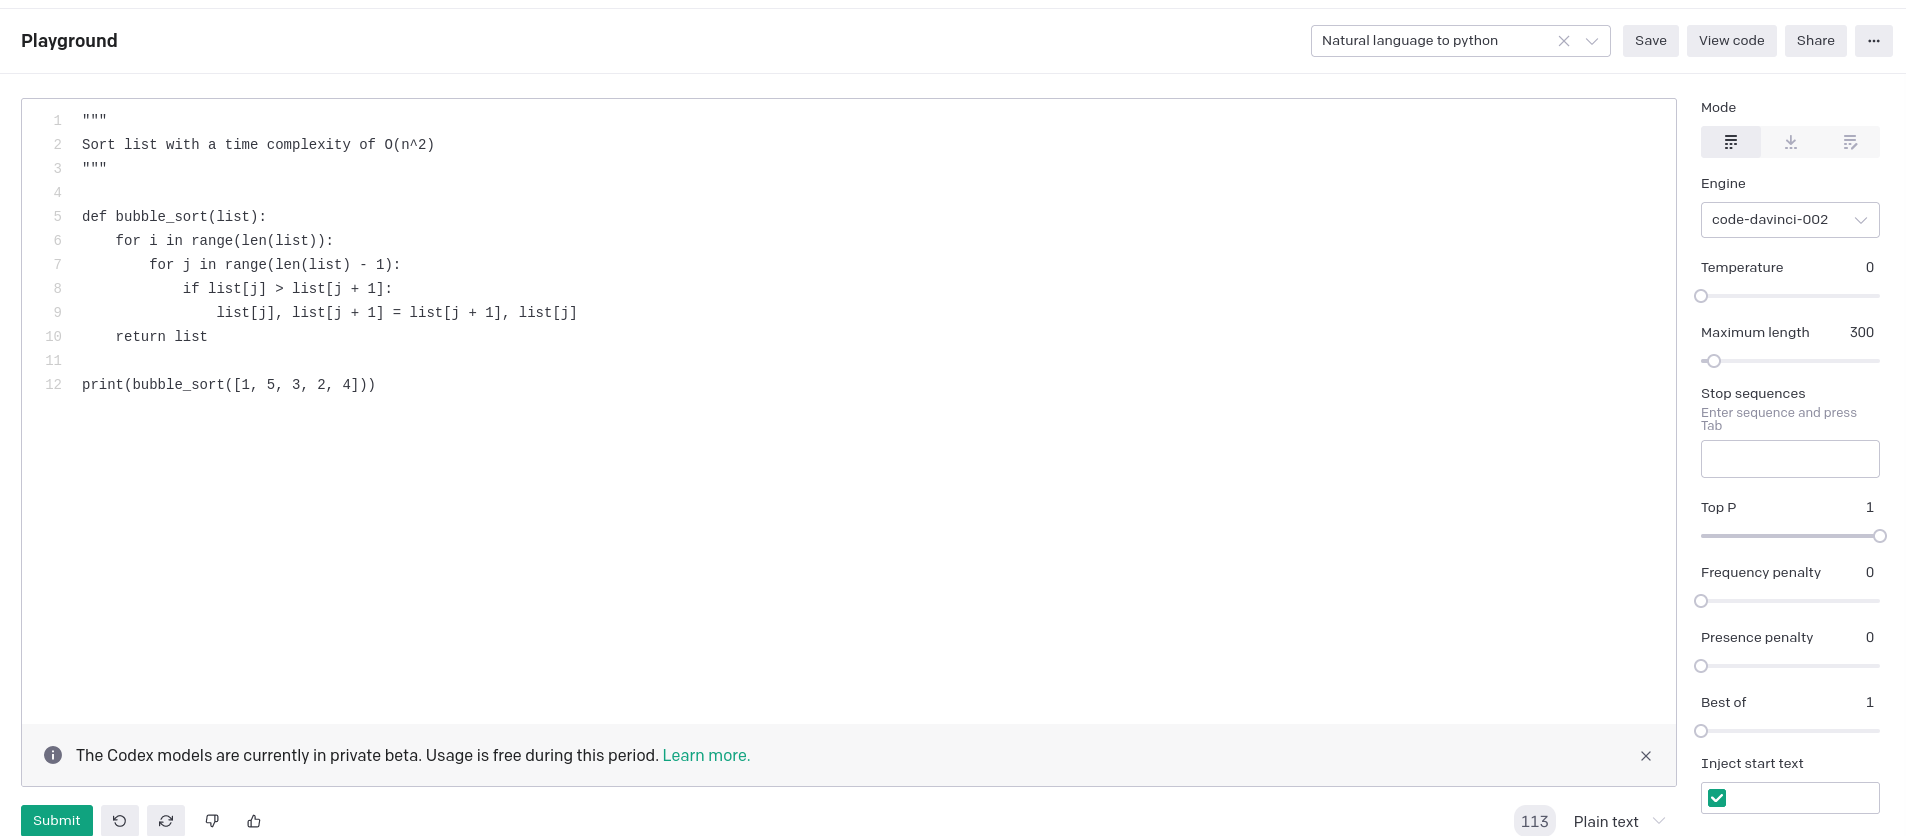 Playground
Natural language to python
Save
View code
Share
...
1 """
2 Sort list with a time complexity of O(n^2)
3 """
4
5 def bubble_sort(list):
6     for i in range(len(list)):
7         for j in range(len(list) - 1):
8             if list[j] > list[j + 1]:
9                 list[j], list[j + 1] = list[j + 1], list[j]
10     return list
11
12 print(bubble_sort([1, 5, 3, 2, 4]))
The Codex models are currently in private beta. Usage is free during this period. Learn more.
Submit
113
Plain text
Mode
Engine
code-davinci-002
Temperature 0
Maximum length 300
Stop sequences
Enter sequence and press
Tab
Top P 1
Frequency penalty 0
Presence penalty 0
Best of 1
Inject start text